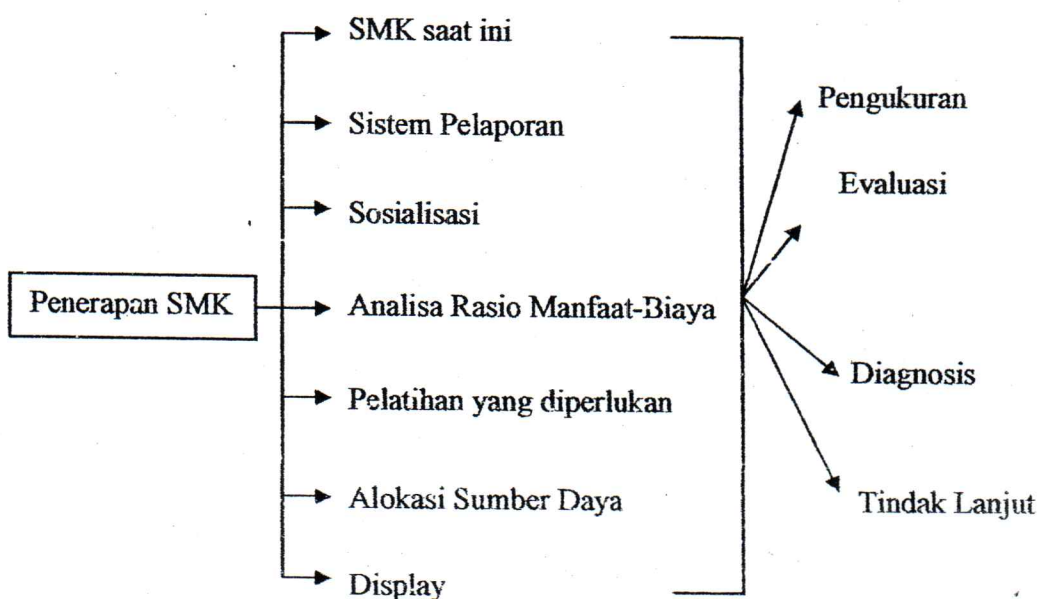 SMK saat ini
Sistem Pelaporan
Sosialisasi
Penerapan SMK
Analisa Rasio Manfaat-Biaya
Pelatihan yang diperlukan
Alokasi Sumber Daya
Display
Pengukuran
Evaluasi
Diagnosis
Tindak Lanjut